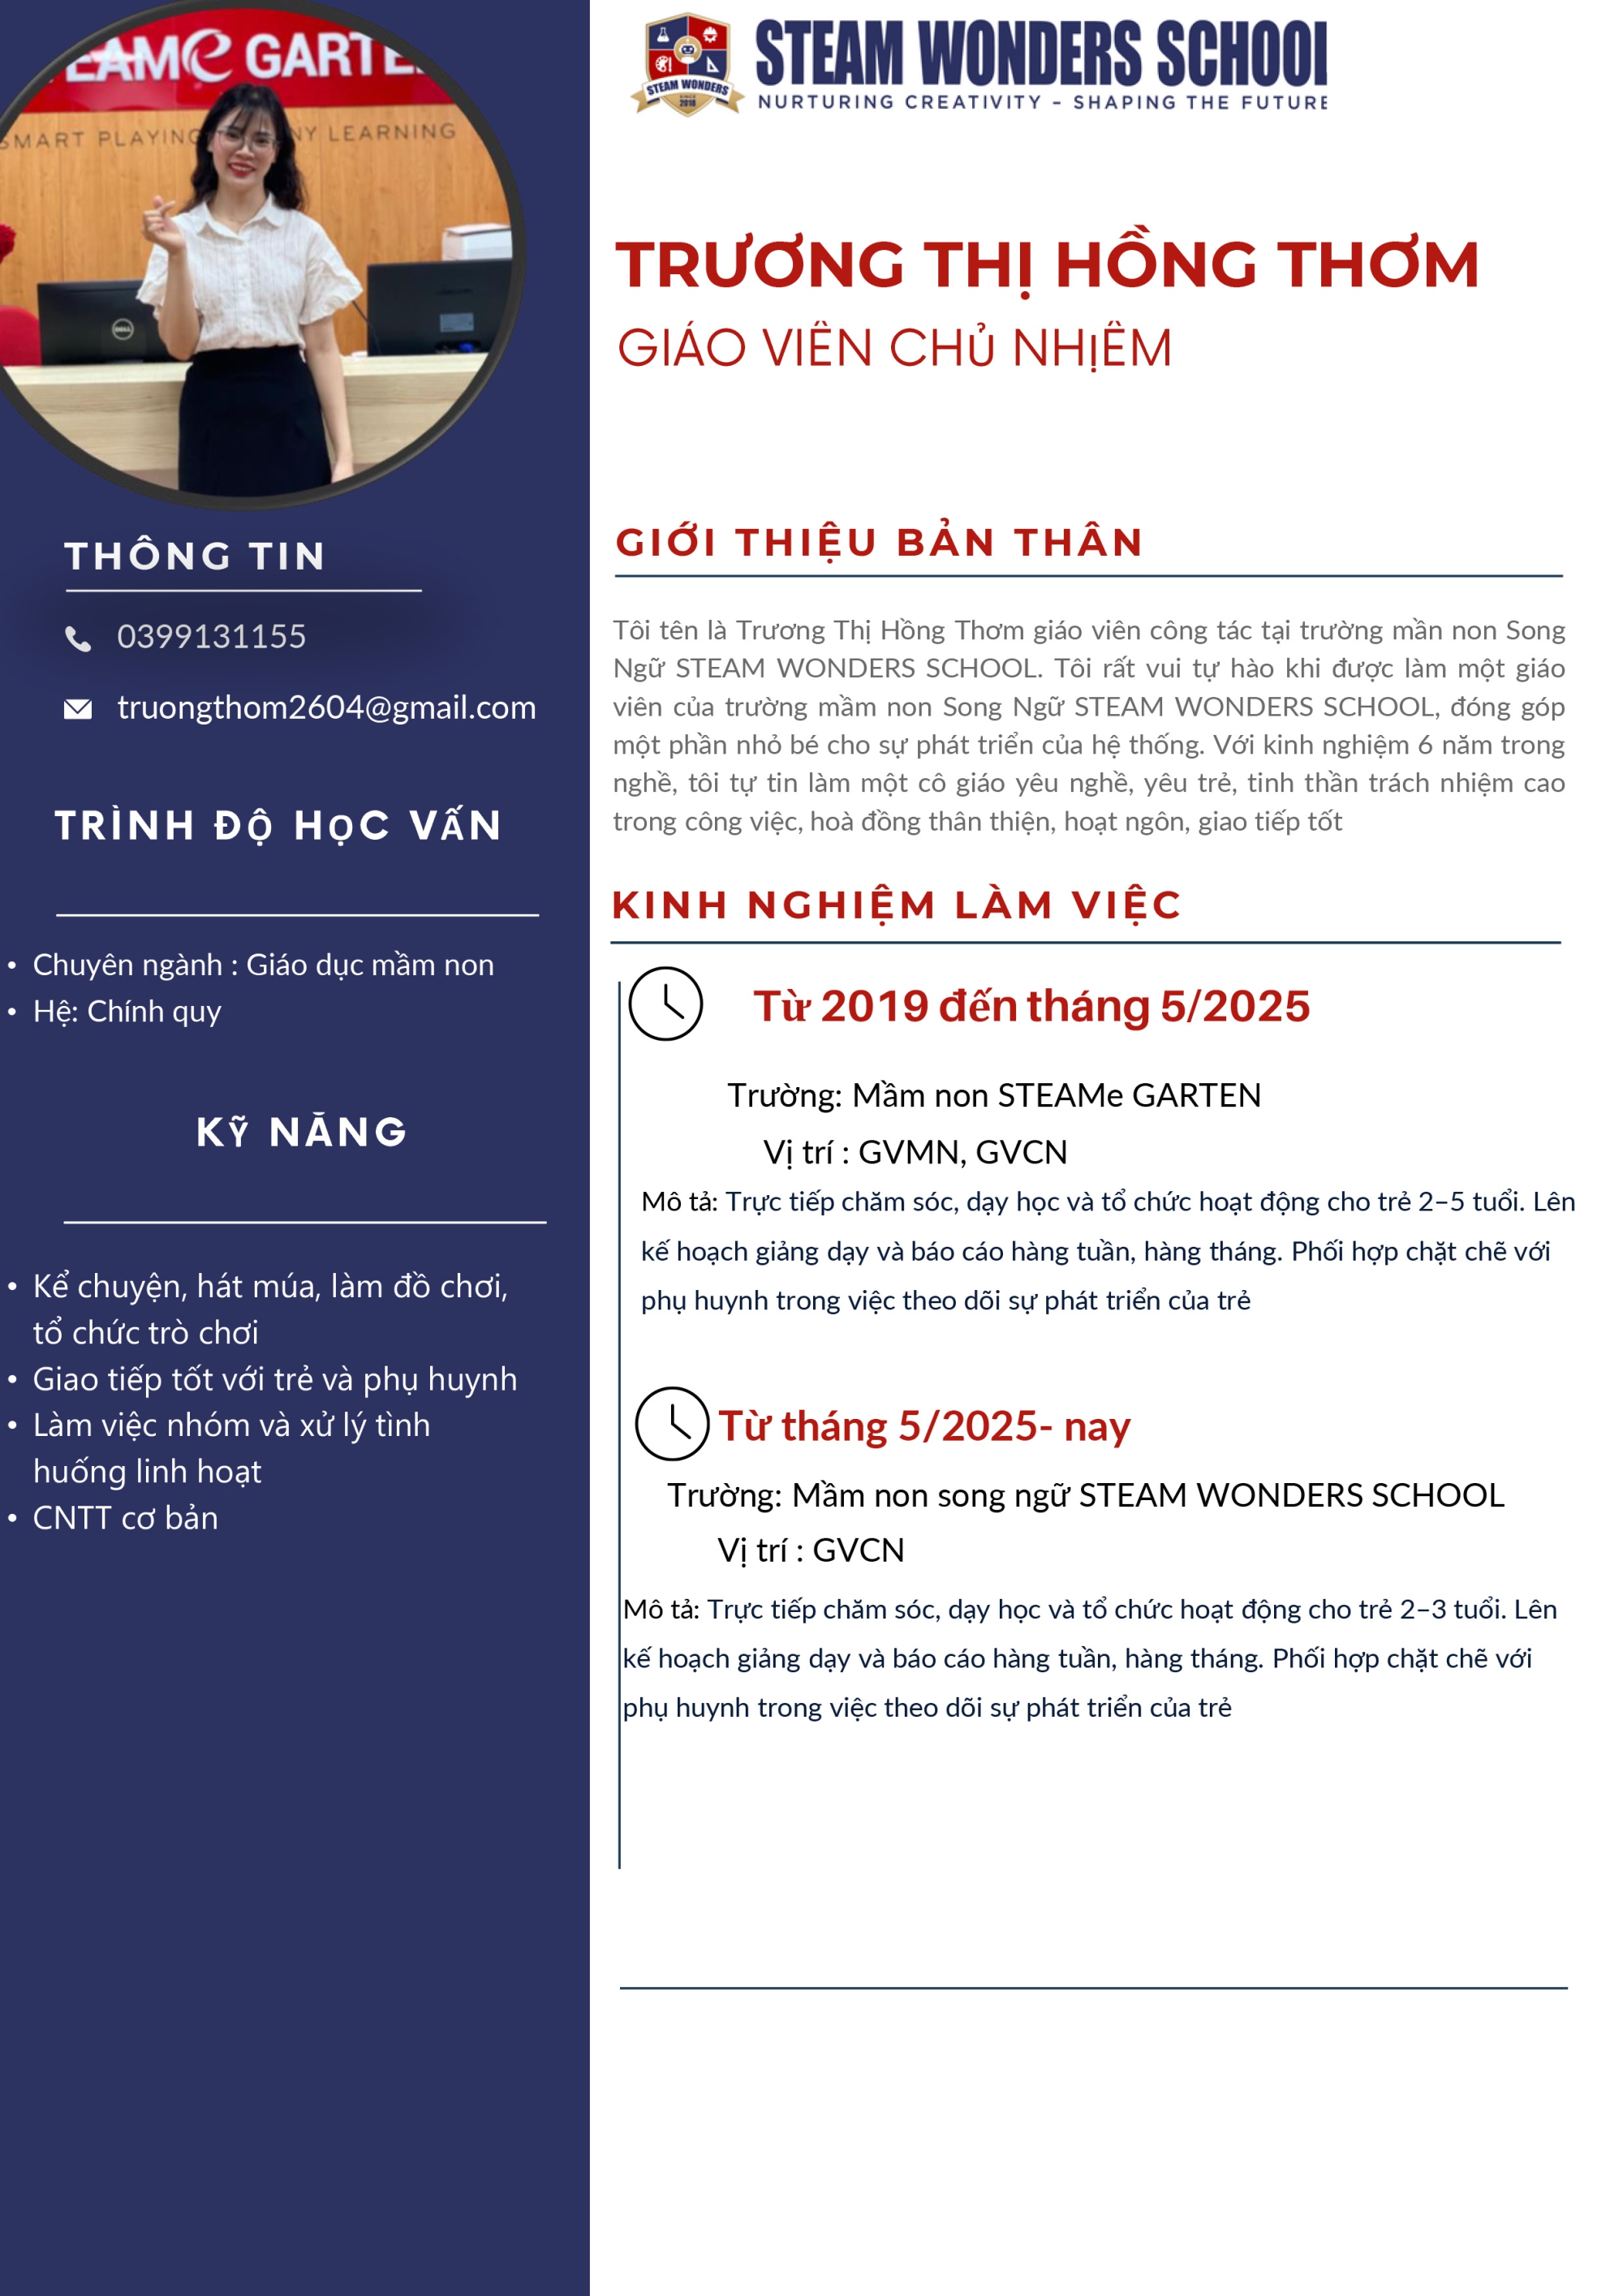 GARTE
SMART PLAYING
NY LEARNING
DELL
THÔNG TIN
0399131155
truongthom2604@gmail.com
TRÌNH ĐỘ HỌC VẤN
• Chuyên ngành : Giáo dục mầm non
• Hệ: Chính quy
KỸ NĂNG
• Kể chuyện, hát múa, làm đồ chơi,
tổ chức trò chơi
• Giao tiếp tốt với trẻ và phụ huynh
• Làm việc nhóm và xử lý tình
huống linh hoạt
• CNTT cơ bản
STEAM WONDERS
SINCE
2018
STEAM WONDERS SCHOOL
NURTURING CREATIVITY - SHAPING THE FUTURE
TRƯƠNG THỊ HỒNG THƠM
GIÁO VIÊN CHỦ NHIỆM
GIỚI THIỆU BẢN THÂN
Tôi tên là Trương Thị Hồng Thơm giáo viên công tác tại trường mần non Song
Ngữ STEAM WONDERS SCHOOL. Tôi rất vui tự hào khi được làm một giáo
viên của trường mầm non Song Ngữ STEAM WONDERS SCHOOL, đóng góp
một phần nhỏ bé cho sự phát triển của hệ thống. Với kinh nghiệm 6 năm trong
nghề, tôi tự tin làm một cô giáo yêu nghề, yêu trẻ, tinh thần trách nhiệm cao
trong công việc, hoà đồng thân thiện, hoạt ngôn, giao tiếp tốt
KINH NGHIỆM LÀM VIỆC
Từ 2019 đến tháng 5/2025
Trường: Mầm non STEAMe GARTEN
Vị trí : GVMN, GVCN
Mô tả: Trực tiếp chăm sóc, dạy học và tổ chức hoạt động cho trẻ 2–5 tuổi. Lên
kế hoạch giảng dạy và báo cáo hàng tuần, hàng tháng. Phối hợp chặt chẽ với
phụ huynh trong việc theo dõi sự phát triển của trẻ
Từ tháng 5/2025- nay
Trường: Mầm non song ngữ STEAM WONDERS SCHOOL
Vị trí : GVCN
Mô tả: Trực tiếp chăm sóc, dạy học và tổ chức hoạt động cho trẻ 2–3 tuổi. Lên
kế hoạch giảng dạy và báo cáo hàng tuần, hàng tháng. Phối hợp chặt chẽ với
phụ huynh trong việc theo dõi sự phát triển của trẻ